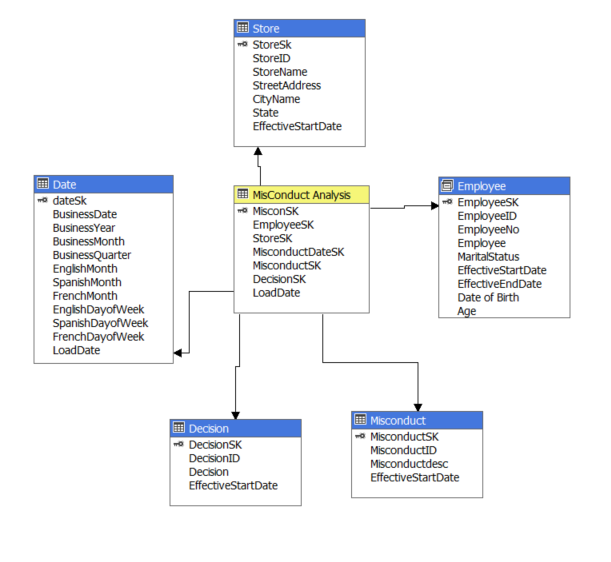 Store
StoreSk
StoreID
StoreName
StreetAddress
CityName
State
EffectiveStartDate
Date
dateSk
BusinessDate
BusinessYear
BusinessMonth
BusinessQuarter
EnglishMonth
SpanishMonth
FrenchMonth
EnglishDayofWeek
SpanishDayofWeek
FrenchDayofWeek
LoadDate
MisConduct Analysis
MisconSK
EmployeeSK
StoreSK
MisconductDateSK
MisconductSK
DecisionSK
LoadDate
Employee
EmployeeSK
EmployeeID
EmployeeNo
Employee
MaritalStatus
EffectiveStartDate
EffectiveEndDate
Date of Birth
Age
Decision
DecisionSK
DecisionID
Decision
EffectiveStartDate
Misconduct
MisconductSK
MisconductID
Misconductdesc
EffectiveStartDate